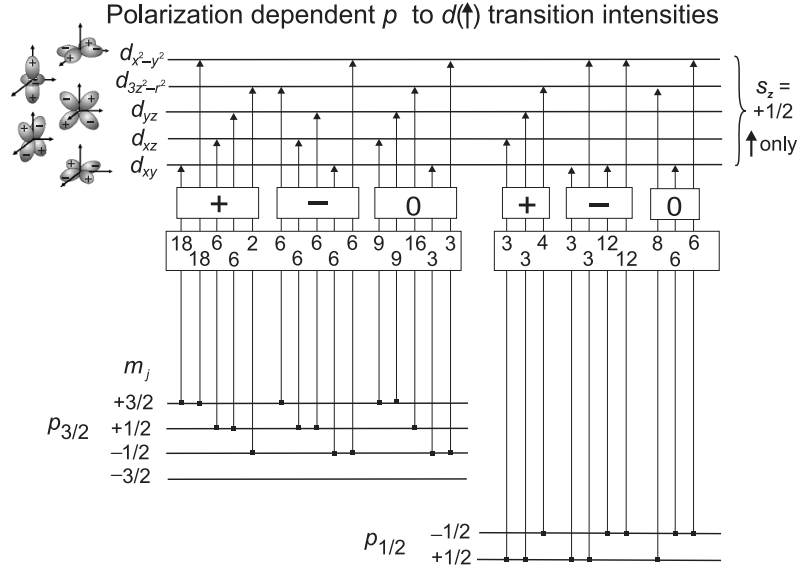 Polarization dependent p to d(↑) transition intensities
d_{x²−y²}
d_{3z²−r²}
d_{yz}
d_{xz}
d_{xy}
s_z =
+1/2
↑ only
+ − 0 + − 0
18 6 2 6 6 6 9 16 3 3 4 3 12 8 6
18 6 6 6 9 3 3 3 12 6
m_j
+3/2
p_{3/2} +1/2
−1/2
−3/2
p_{1/2} −1/2
+1/2